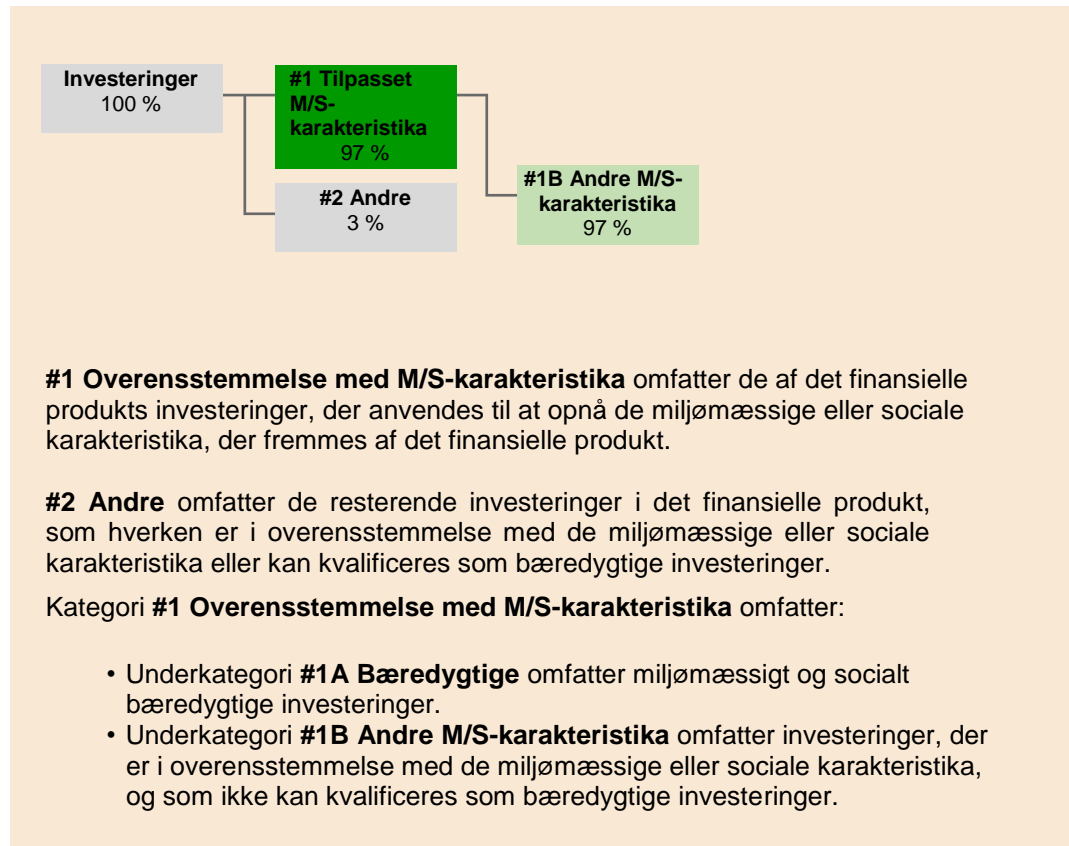 Investeringer
100 %
#1 Tilpasset
M/S-
karakteristika
97 %
#2 Andre
3 %
#1B Andre M/S-
karakteristika
97 %
#1 Overensstemmelse med M/S-karakteristika omfatter de af det finansielle
produkts investeringer, der anvendes til at opnå de miljømæssige eller sociale
karakteristika, der fremmes af det finansielle produkt.
#2 Andre omfatter de resterende investeringer i det finansielle produkt,
som hverken er i overensstemmelse med de miljømæssige eller sociale
karakteristika eller kan kvalificeres som bæredygtige investeringer.
Kategori #1 Overensstemmelse med M/S-karakteristika omfatter:
• Underkategori #1A Bæredygtige omfatter miljømæssigt og socialt
bæredygtige investeringer.
• Underkategori #1B Andre M/S-karakteristika omfatter investeringer, der
er i overensstemmelse med de miljømæssige eller sociale karakteristika,
og som ikke kan kvalificeres som bæredygtige investeringer.